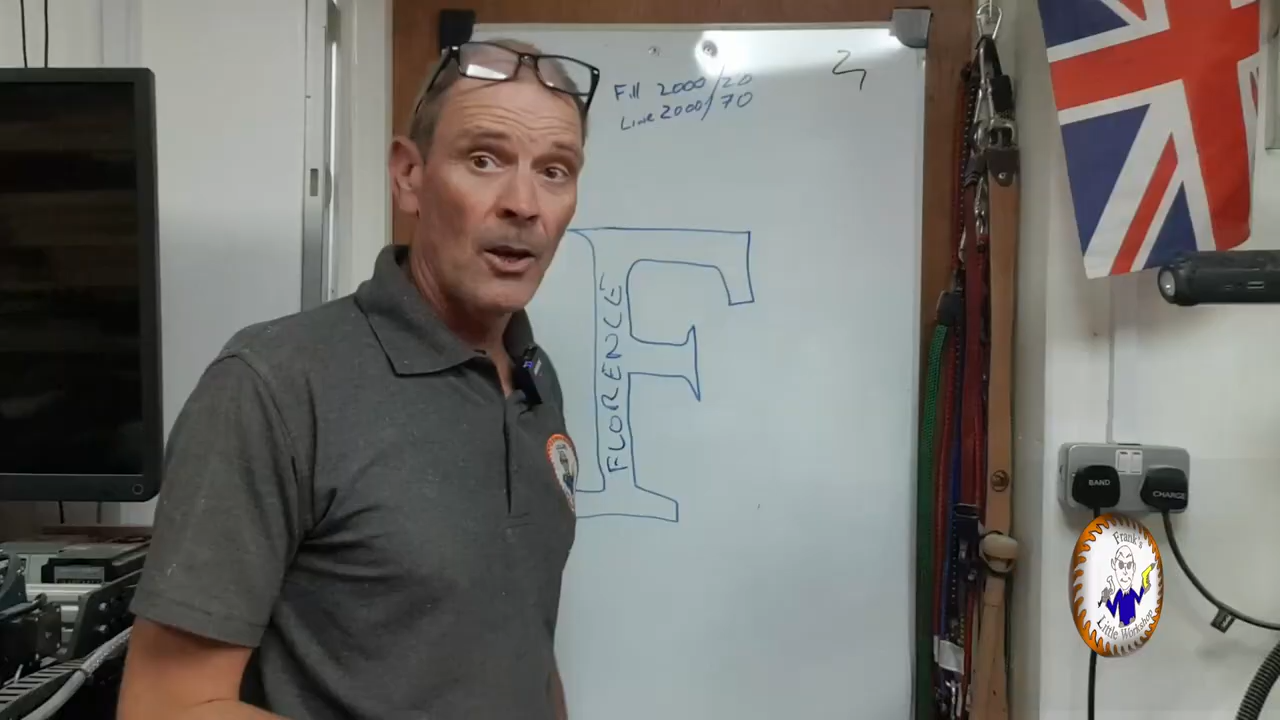 Fill 2000/20
Line 2000/70
FLORENCE
BAND
CHARGE
Frank's
Little Workshop